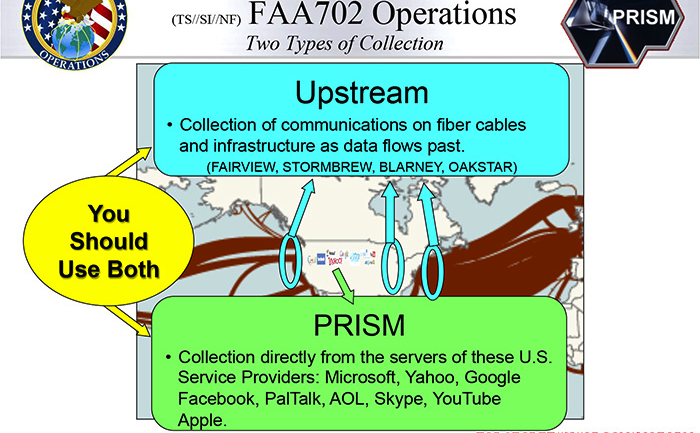 (TS//SI//NF) FAA702 Operations
Two Types of Collection
OPERATIONS
PRISM
Upstream
• Collection of communications on fiber cables
and infrastructure as data flows past.
(FAIRVIEW, STORMBREW, BLARNEY, OAKSTAR)
You
Should
Use Both
PRISM
• Collection directly from the servers of these U.S.
Service Providers: Microsoft, Yahoo, Google
Facebook, PalTalk, AOL, Skype, YouTube
Apple.